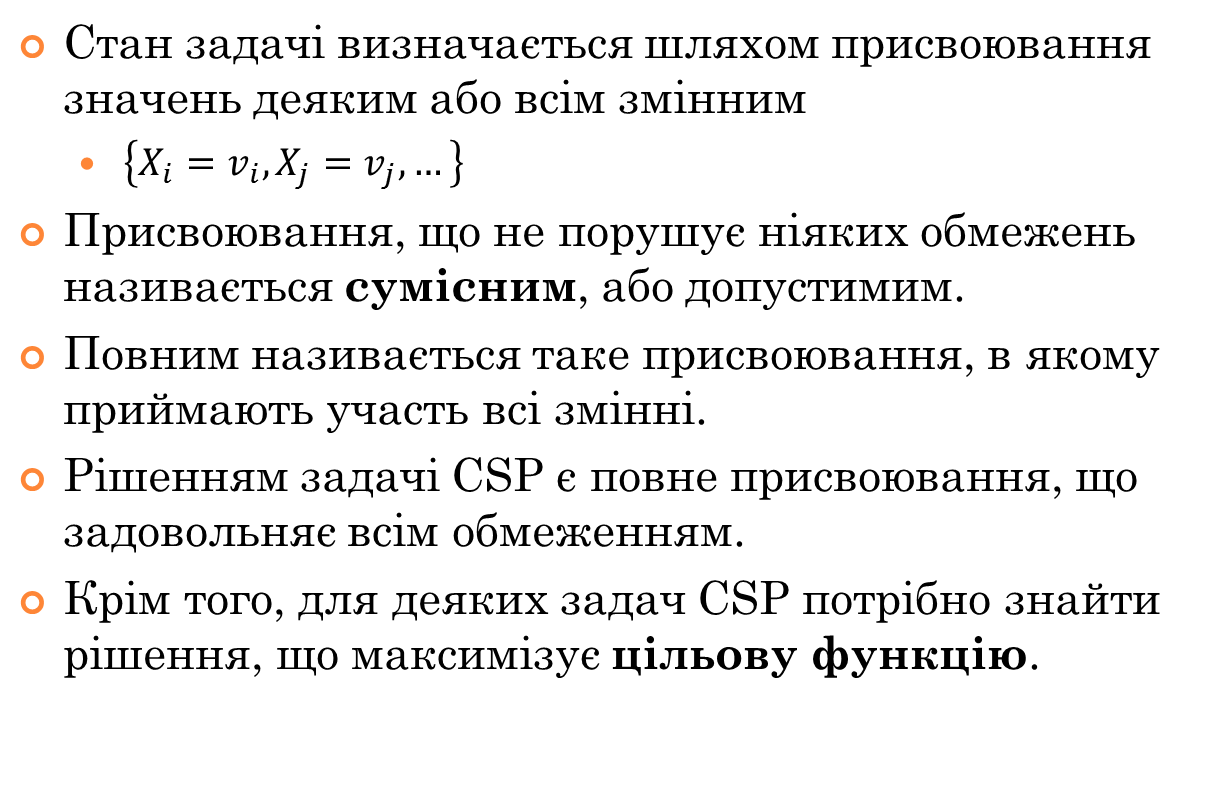 Стан задачі визначається шляхом присвоювання
значень деяким або всім змінним
{X_i = v_i, X_j = v_j, … }
Присвоювання, що не порушує ніяких обмежень
називається сумісним, або допустимим.
Повним називається таке присвоювання, в якому
приймають участь всі змінні.
Рішенням задачі CSP є повне присвоювання, що
задовольняє всім обмеженням.
Крім того, для деяких задач CSP потрібно знайти
рішення, що максимізує цільову функцію.